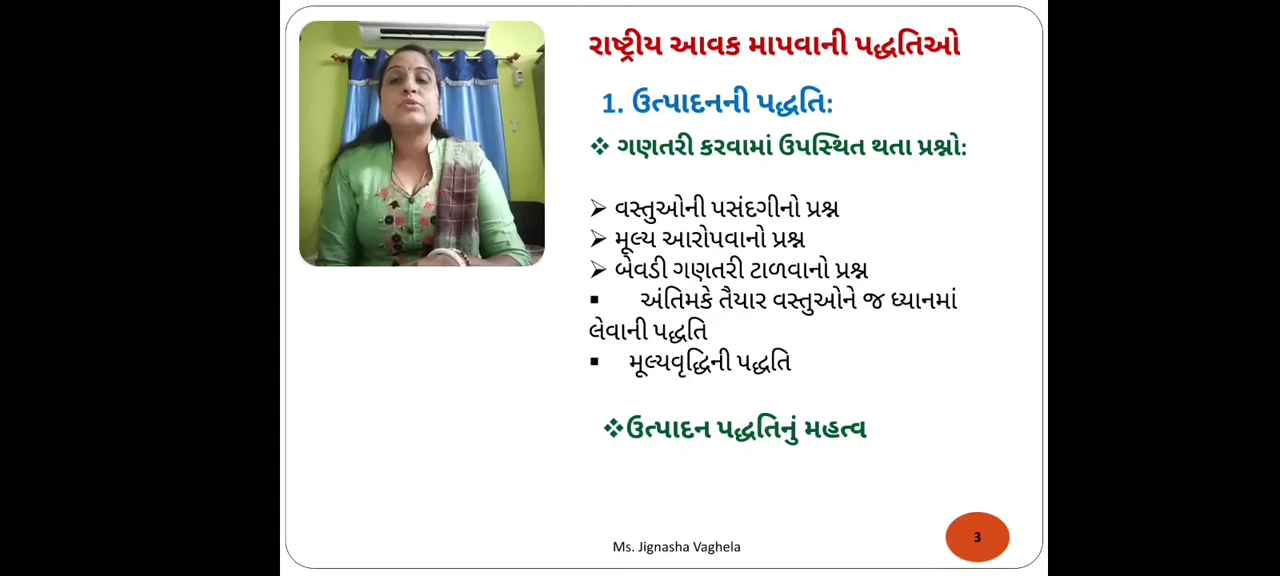 રાષ્ટ્રીય આવક માપવાની પદ્ધતિઓ
1. ઉત્પાદનની પદ્ધતિ:
❖ ગણતરી કરવામાં ઉપસ્થિત થતા પ્રશ્નો:
➢ વસ્તુઓની પસંદગીનો પ્રશ્ન
➢ મૂલ્ય આરોપવાનો પ્રશ્ન
➢ બેવડી ગણતરી ટાળવાનો પ્રશ્ન
▪ અંતિમકે તૈયાર વસ્તુઓને જ ધ્યાનમાં
લેવાની પદ્ધતિ
▪ મૂલ્યવૃદ્ધિની પદ્ધતિ
❖ઉત્પાદન પદ્ધતિનું મહત્વ
Ms. Jignasha Vaghela
3